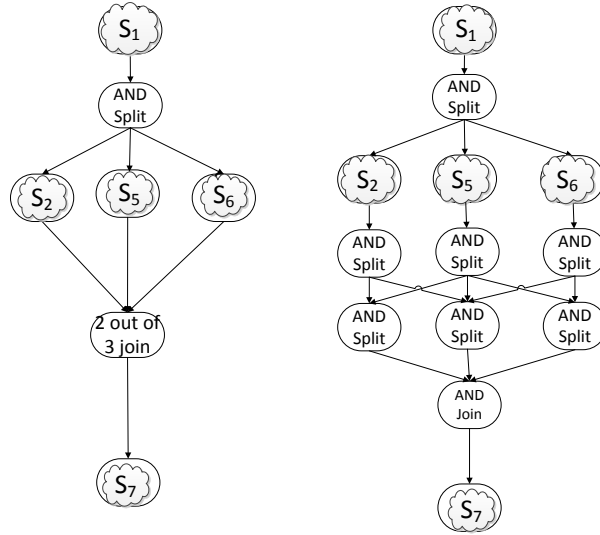 S1
AND
Split
S2
S5
S6
2 out of
3 join
S7
S1
AND
Split
S2
S5
S6
AND
Split
AND
Split
AND
Split
AND
Split
AND
Split
AND
Split
AND
Join
S7